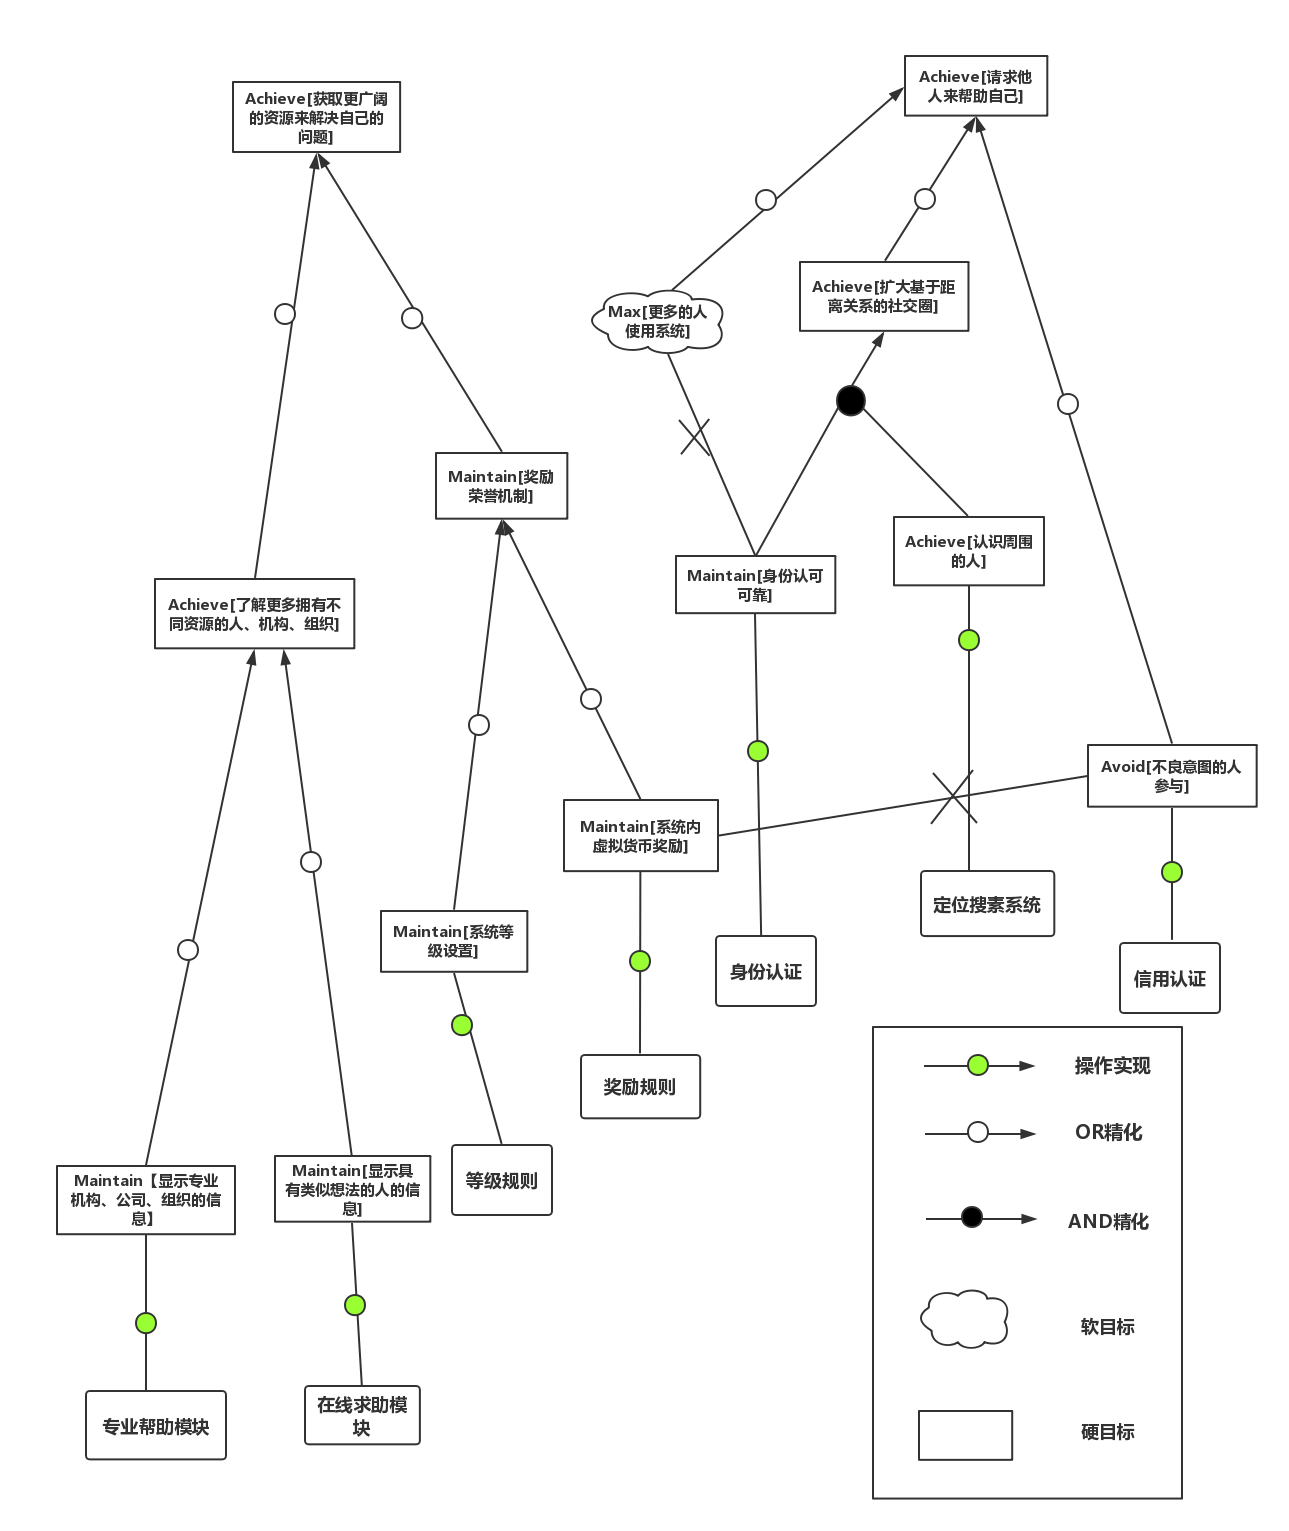 Achieve[请求他
人来帮助自己]
Achieve[获取更广阔
的资源来解决自己的
问题]
Achieve[扩大基于距
离关系的社交圈]
Max[更多的人
使用系统]
Maintain[奖励
荣誉机制]
Achieve[认识周围
的人]
Maintain[身份认可
可靠]
Achieve[了解更多拥有不
同资源的人、机构、组织]
Avoid[不良意图的人
参与]
Maintain[系统内
虚拟货币奖励]
定位搜素系统
Maintain[系统等
级设置]
身份认证
信用认证
奖励规则
等级规则
Maintain【显示专业
机构、公司、组织的信
息】
Maintain[显示具
有类似想法的人的信
息]
专业帮助模块
在线求助模
块
操作实现
OR精化
AND精化
软目标
硬目标